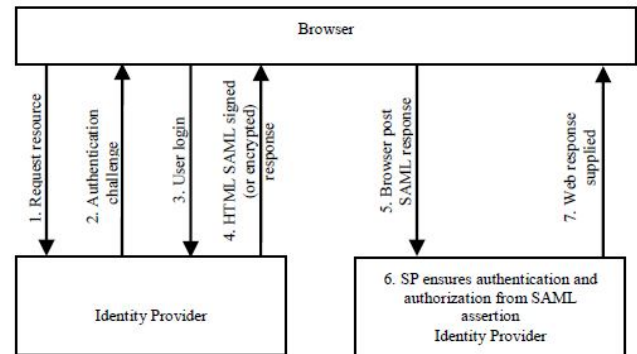 Browser
1. Request resource
2. Authentication
challenge
3. User login
4. HTML SAML signed
(or encrypted)
response
5. Browser post
SAML response
7. Web response
supplied
Identity Provider
6. SP ensures authentication and
authorization from SAML
assertion
Identity Provider